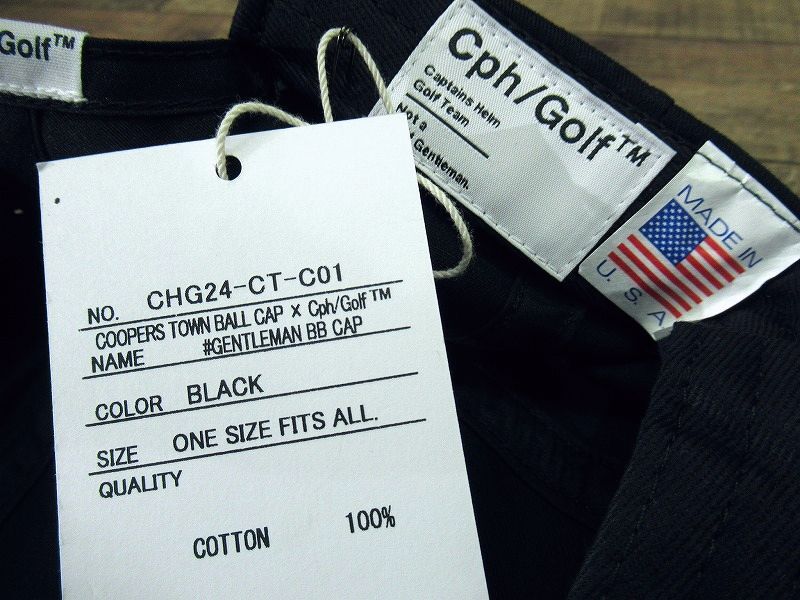 Golf™
Cph/Golf™
Captains Helm
Golf Team
Not a
Gentleman.
MADE IN
U.S.A
NO. CHG24-CT-C01
COOPERS TOWN BALL CAP × Cph/Golf™
NAME #GENTLEMAN BB CAP
COLOR BLACK
SIZE ONE SIZE FITS ALL.
QUALITY
COTTON 100%